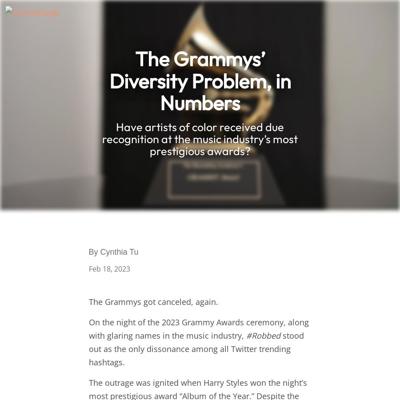 The Grammys’
Diversity Problem, in
Numbers
Have artists of color received due
recognition at the music industry’s most
prestigious awards?
By Cynthia Tu
Feb 18, 2023
The Grammys got canceled, again.
On the night of the 2023 Grammy Awards ceremony, along
with glaring names in the music industry, #Robbed stood
out as the only dissonance among all Twitter trending
hashtags.
The outrage was ignited when Harry Styles won the night’s
most prestigious award “Album of the Year.” Despite the